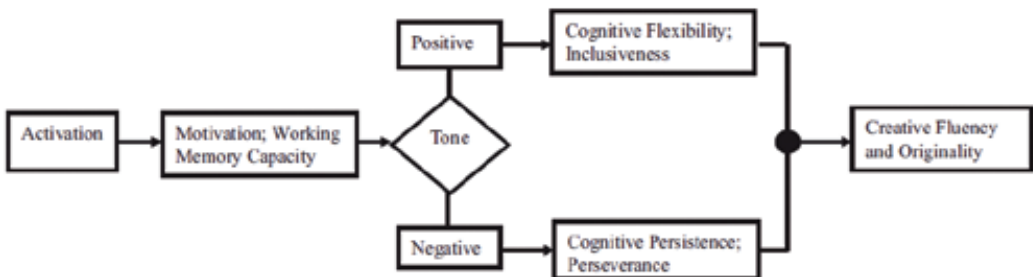 Activation
Motivation; Working
Memory Capacity
Tone
Positive
Cognitive Flexibility;
Inclusiveness
Negative
Cognitive Persistence;
Perseverance
Creative Fluency
and Originality